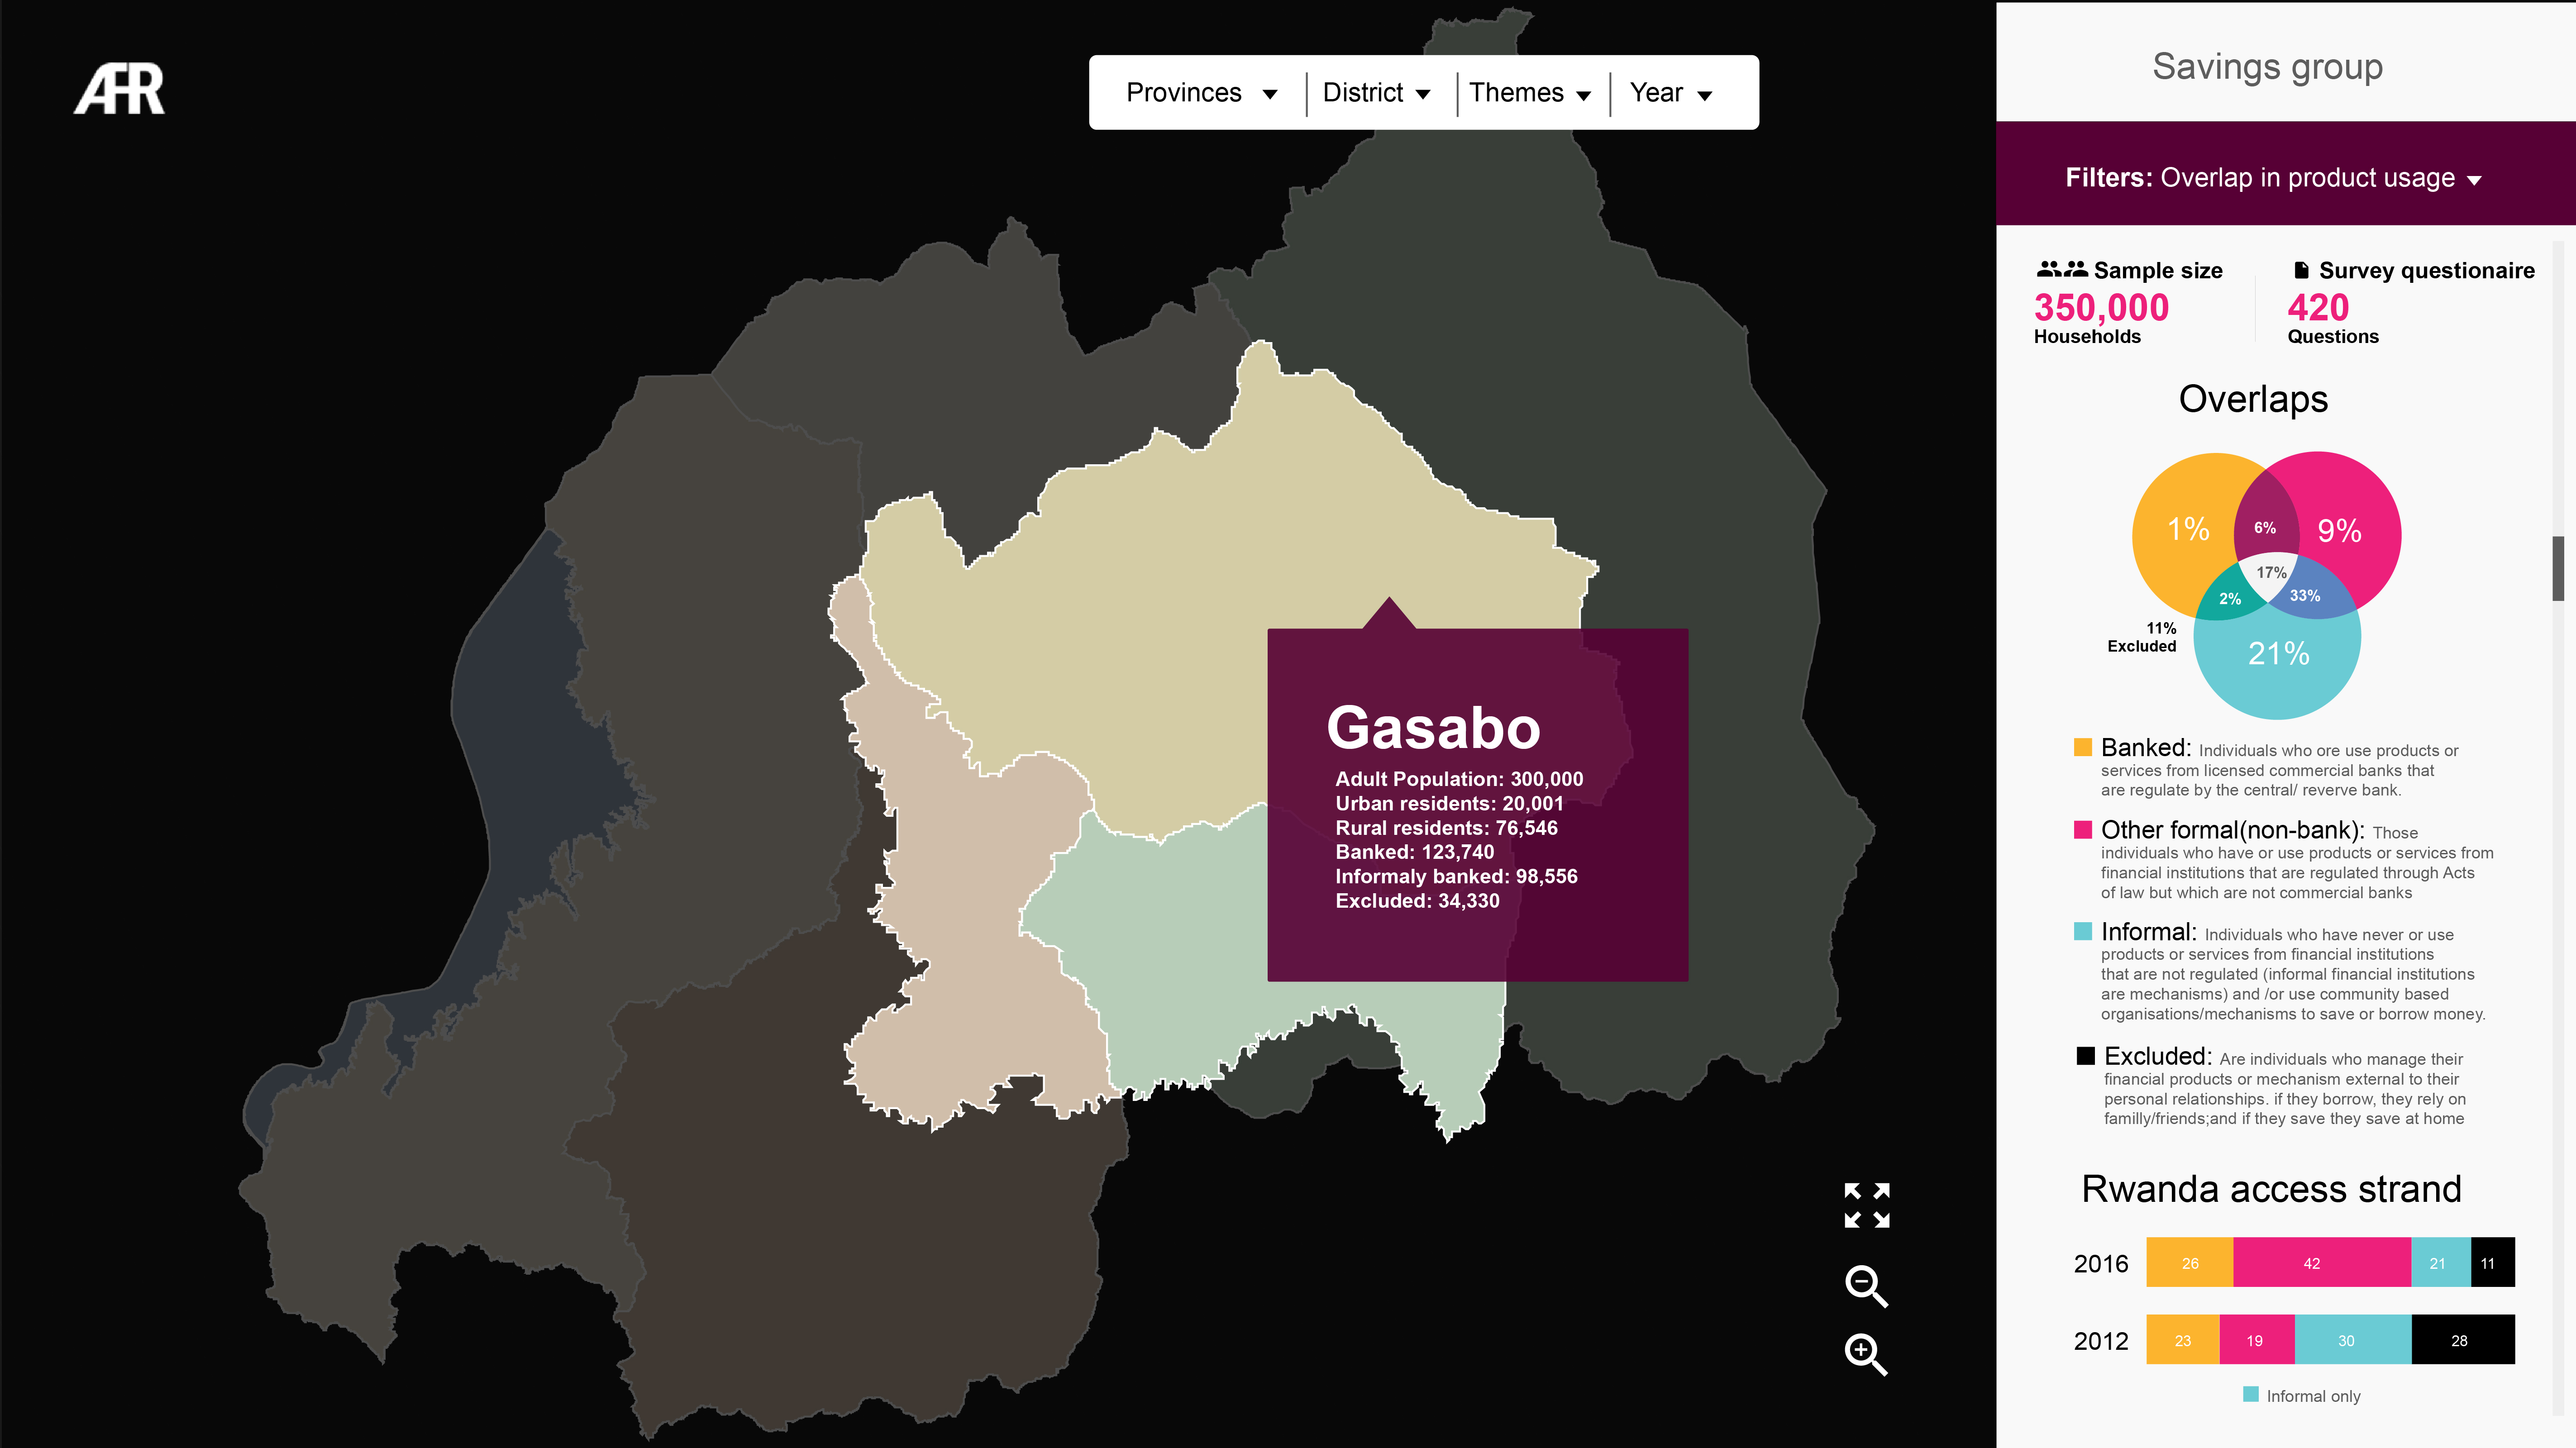 AFR
Provinces
District
Themes
Year
Gasabo
Adult Population: 300,000
Urban residents: 20,001
Rural residents: 76,546
Banked: 123,740
Informaly banked: 98,556
Excluded: 34,330
Savings group
Filters: Overlap in product usage
Sample size
350,000
Households
Survey questionaire
420
Questions
Overlaps
1%
6%
9%
17%
2%
33%
11%
Excluded
21%
Banked: Individuals who ore use products or
services from licensed commercial banks that
are regulate by the central/ reverve bank.
Other formal(non-bank): Those
individuals who have or use products or services from
financial institutions that are regulated through Acts
of law but which are not commercial banks
Informal: Individuals who have never or use
products or services from financial institutions
that are not regulated (informal financial institutions
are mechanisms) and /or use community based
organisations/mechanisms to save or borrow money.
Excluded: Are individuals who manage their
financial products or mechanism external to their
personal relationships. if they borrow, they rely on
familly/friends;and if they save they save at home
Rwanda access strand
2016 26 42 21 11
2012 23 19 30 28
Informal only